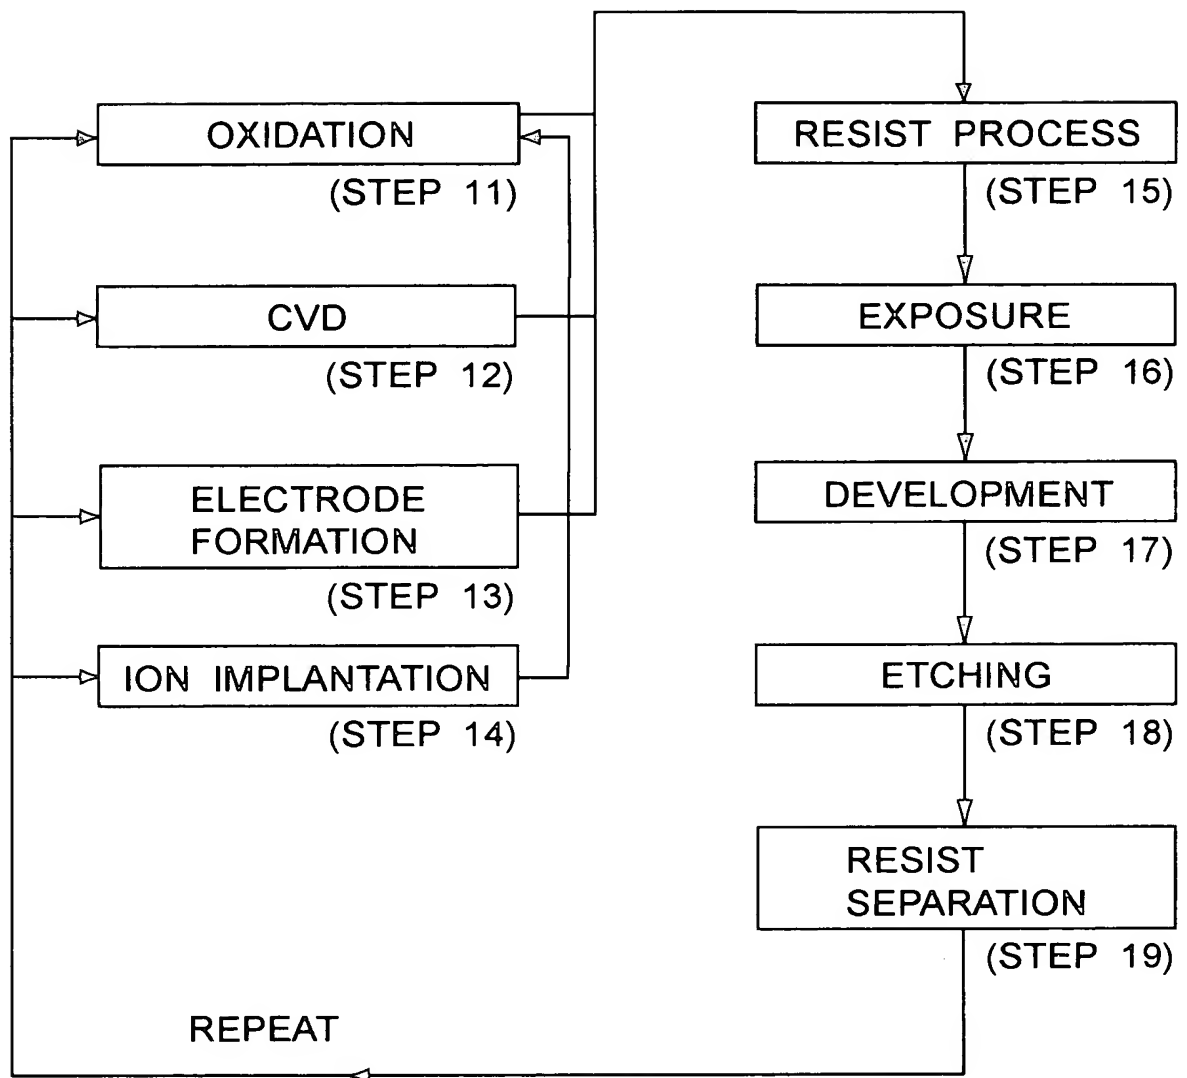 OXIDATION
(STEP 11)
CVD
(STEP 12)
ELECTRODE
FORMATION
(STEP 13)
ION IMPLANTATION
(STEP 14)
RESIST PROCESS
(STEP 15)
EXPOSURE
(STEP 16)
DEVELOPMENT
(STEP 17)
ETCHING
(STEP 18)
RESIST
SEPARATION
(STEP 19)
REPEAT